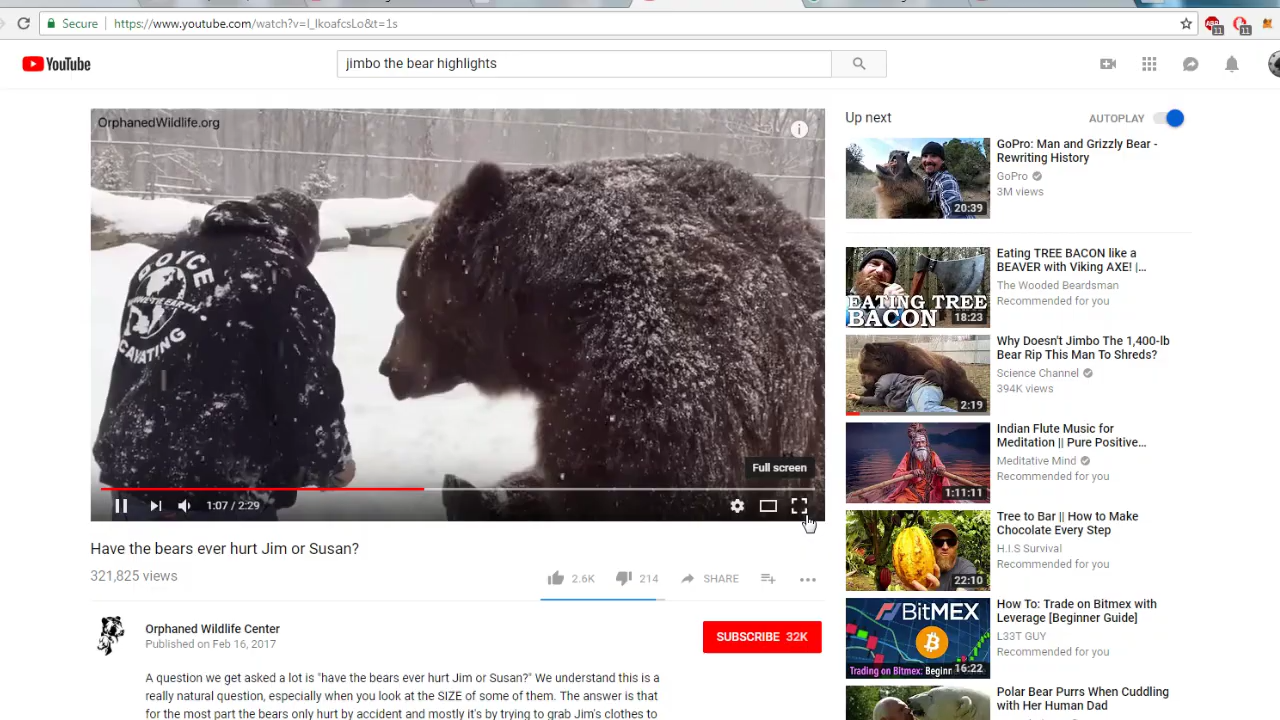 Secure
https://www.youtube.com/watch?v=l_lkoafcsLo&t=1s
11
11
YouTube
jimbo the bear highlights
OrphanedWildlife.org
BOYCE
CAVATING
Full screen
1:07 / 2:29
Have the bears ever hurt Jim or Susan?
321,825 views
2.6K
214
SHARE
Orphaned Wildlife Center
Published on Feb 16, 2017
SUBSCRIBE 32K
A question we get asked a lot is "have the bears ever hurt Jim or Susan?" We understand this is a
really natural question, especially when you look at the SIZE of some of them. The answer is that
for the most part the bears only hurt by accident and mostly it's by trying to grab Jim's clothes to
Up next
AUTOPLAY
GoPro: Man and Grizzly Bear -
Rewriting History
GoPro
3M views
20:39
Eating TREE BACON like a
BEAVER with Viking AXE! |...
The Wooded Beardsman
Recommended for you
EATING TREE
BACON
18:23
Why Doesn't Jimbo The 1,400-lb
Bear Rip This Man To Shreds?
Science Channel
394K views
2:19
Indian Flute Music for
Meditation || Pure Positive...
Meditative Mind
Recommended for you
1:11:11
Tree to Bar || How to Make
Chocolate Every Step
H.I.S Survival
Recommended for you
22:10
How To: Trade on Bitmex with
Leverage [Beginner Guide]
L33T GUY
Recommended for you
BitMEX
Trading on Bitmex: Beginn
16:22
Polar Bear Purrs When Cuddling
with Her Human Dad